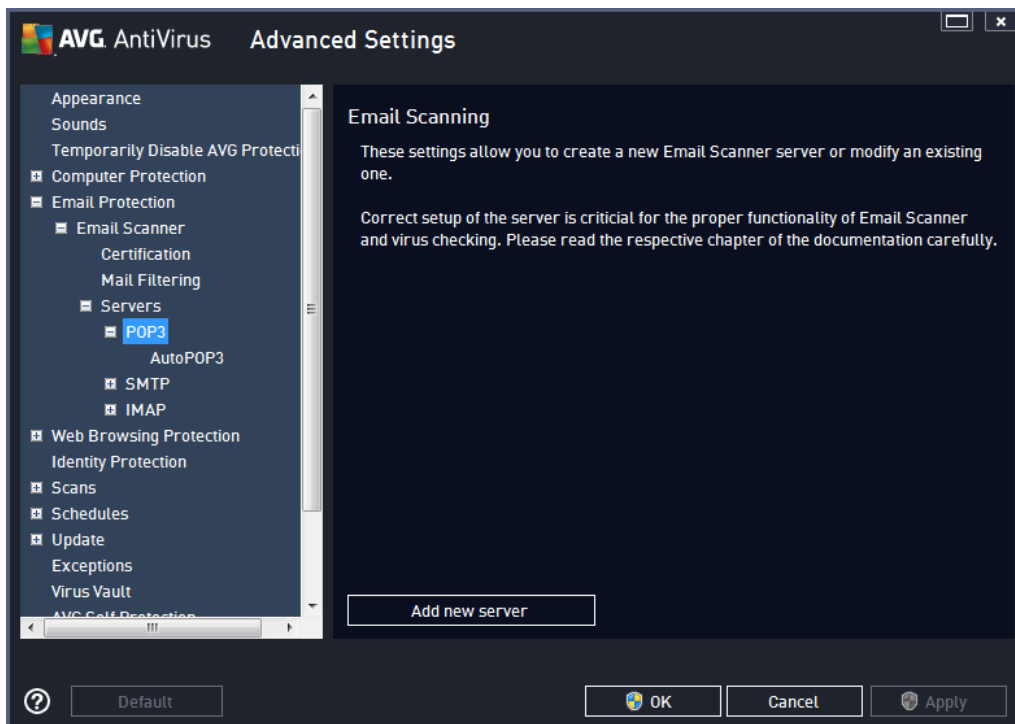 AVG. AntiVirus Advanced Settings
Appearance
Sounds
Temporarily Disable AVG Protecti
Computer Protection
Email Protection
Email Scanner
Certification
Mail Filtering
Servers
POP3
AutoPOP3
SMTP
IMAP
Web Browsing Protection
Identity Protection
Scans
Schedules
Update
Exceptions
Virus Vault
AVG Self Protection
Email Scanning
These settings allow you to create a new Email Scanner server or modify an existing
one.
Correct setup of the server is criticial for the proper functionality of Email Scanner
and virus checking. Please read the respective chapter of the documentation carefully.
Add new server
Default
OK
Cancel
Apply